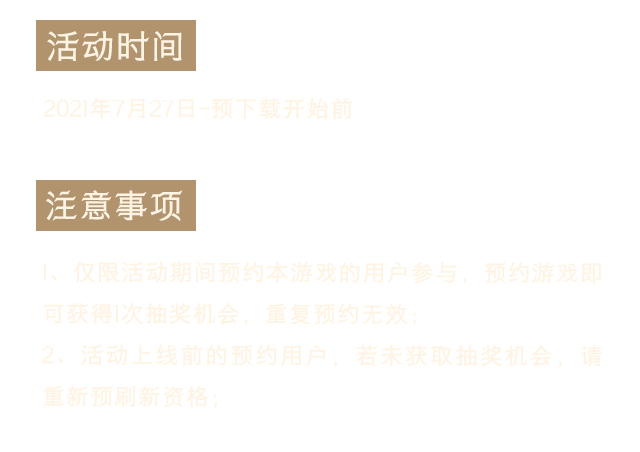 活动时间
2021年7月27日-预下载开始前
注意事项
1、仅限活动期间预约本游戏的用户参与，预约游戏即
可获得1次抽奖机会，重复预约无效；
2、活动上线前的预约用户，若未获取抽奖机会，请
重新预刷新资格；